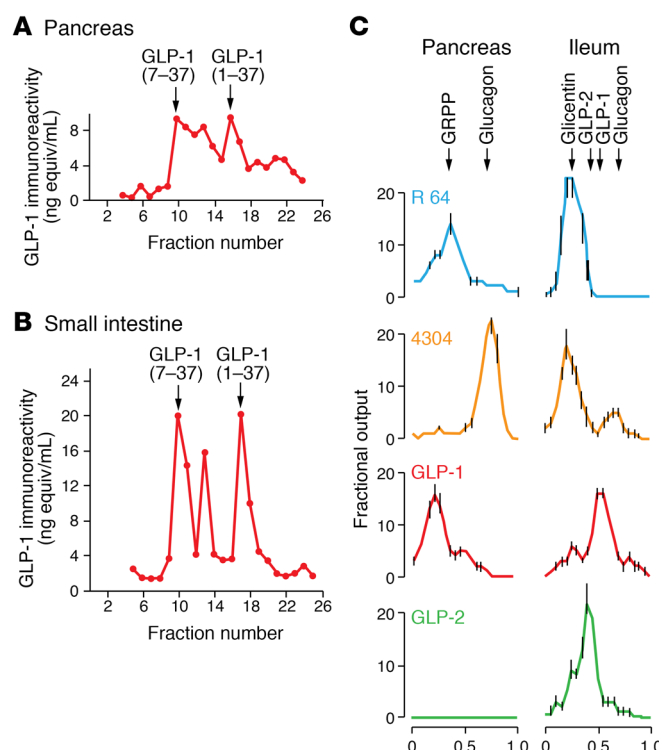 A Pancreas
GLP-1
(7–37)
GLP-1
(1–37)
GLP-1 immunoreactivity
(ng equiv/mL)
8
4
0
2 6 10 14 18 22 26
Fraction number
B Small intestine
GLP-1
(7–37)
GLP-1
(1–37)
GLP-1 immunoreactivity
(ng equiv/mL)
24
20
16
12
8
4
0
2 6 10 14 18 22 26
Fraction number
C
Pancreas Ileum
GRPP
Glucagon
Glicentin
GLP-2
GLP-1
Glucagon
Fractional output
R 64
20
10
0
4304
20
10
0
GLP-1
20
10
0
GLP-2
20
10
0
0 0.5 1.0 0 0.5 1.0